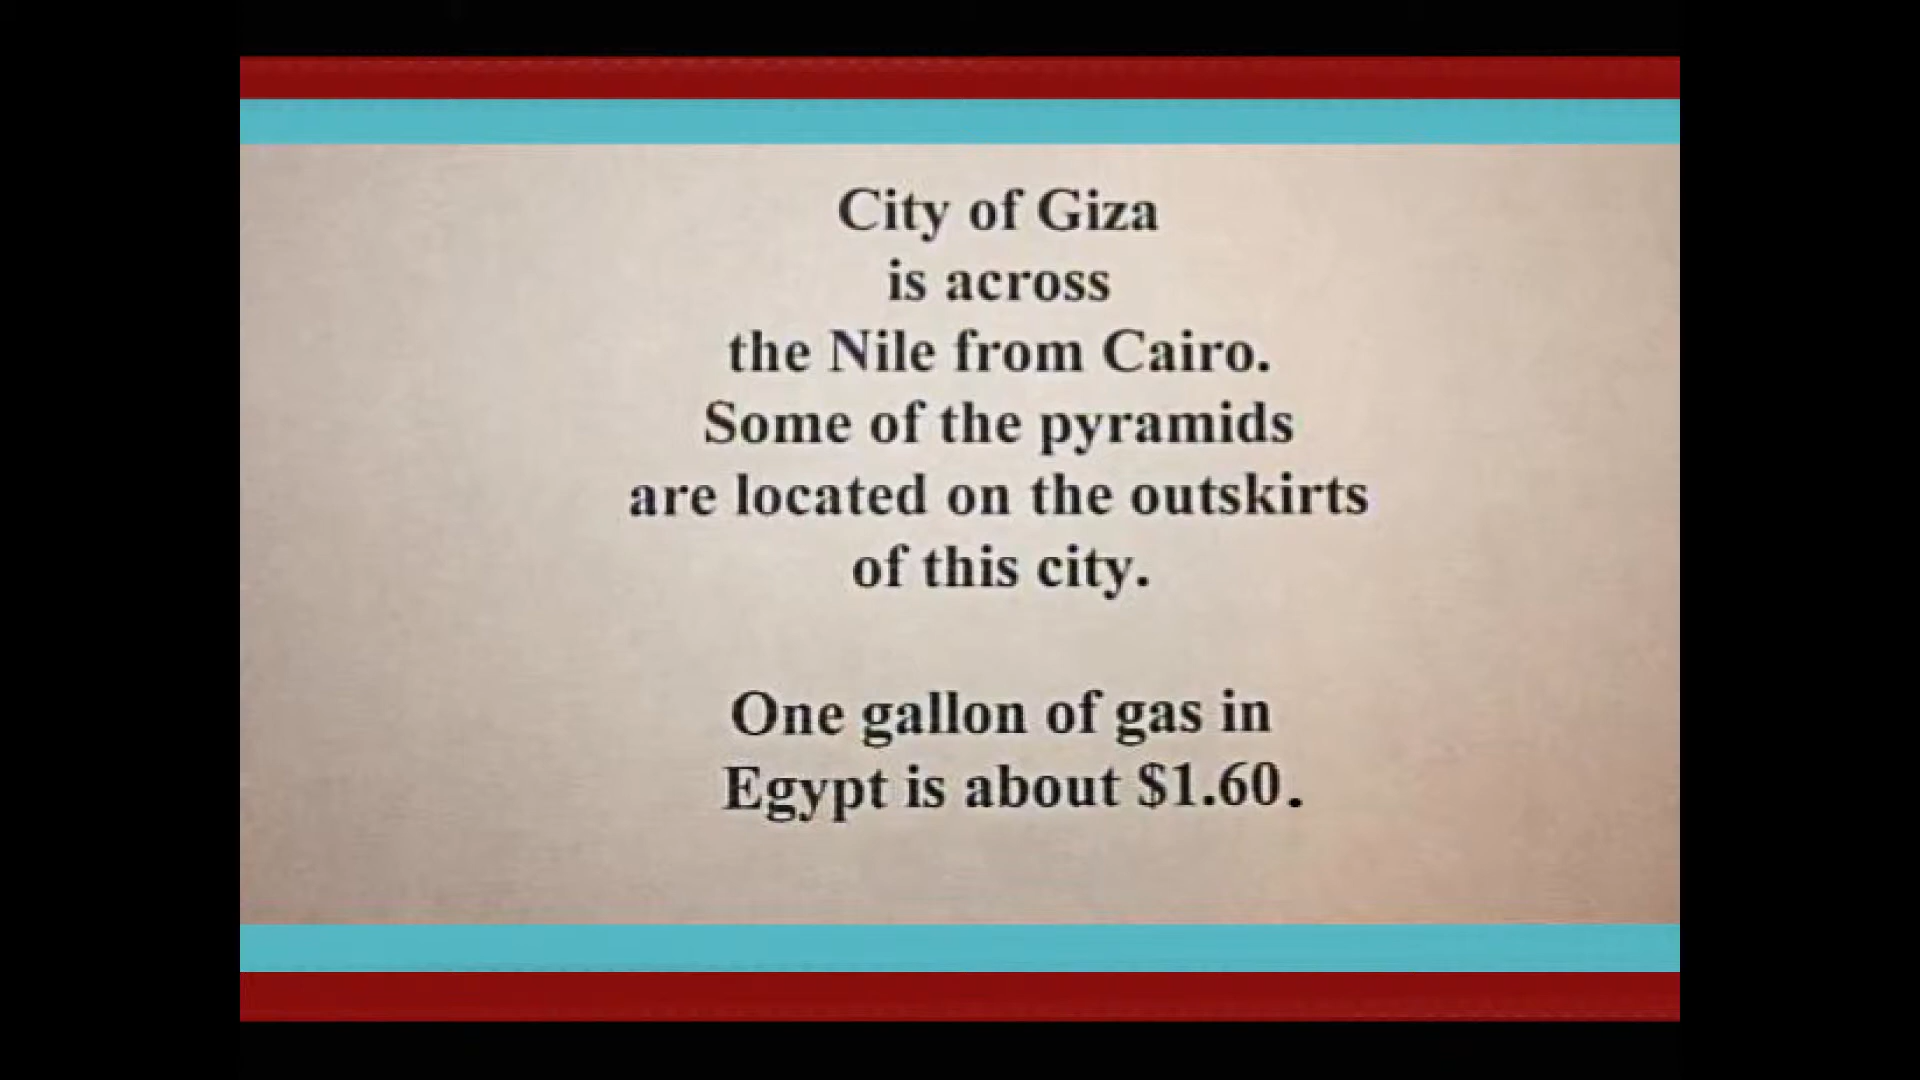 City of Giza
is across
the Nile from Cairo.
Some of the pyramids
are located on the outskirts
of this city.
One gallon of gas in
Egypt is about $1.60.